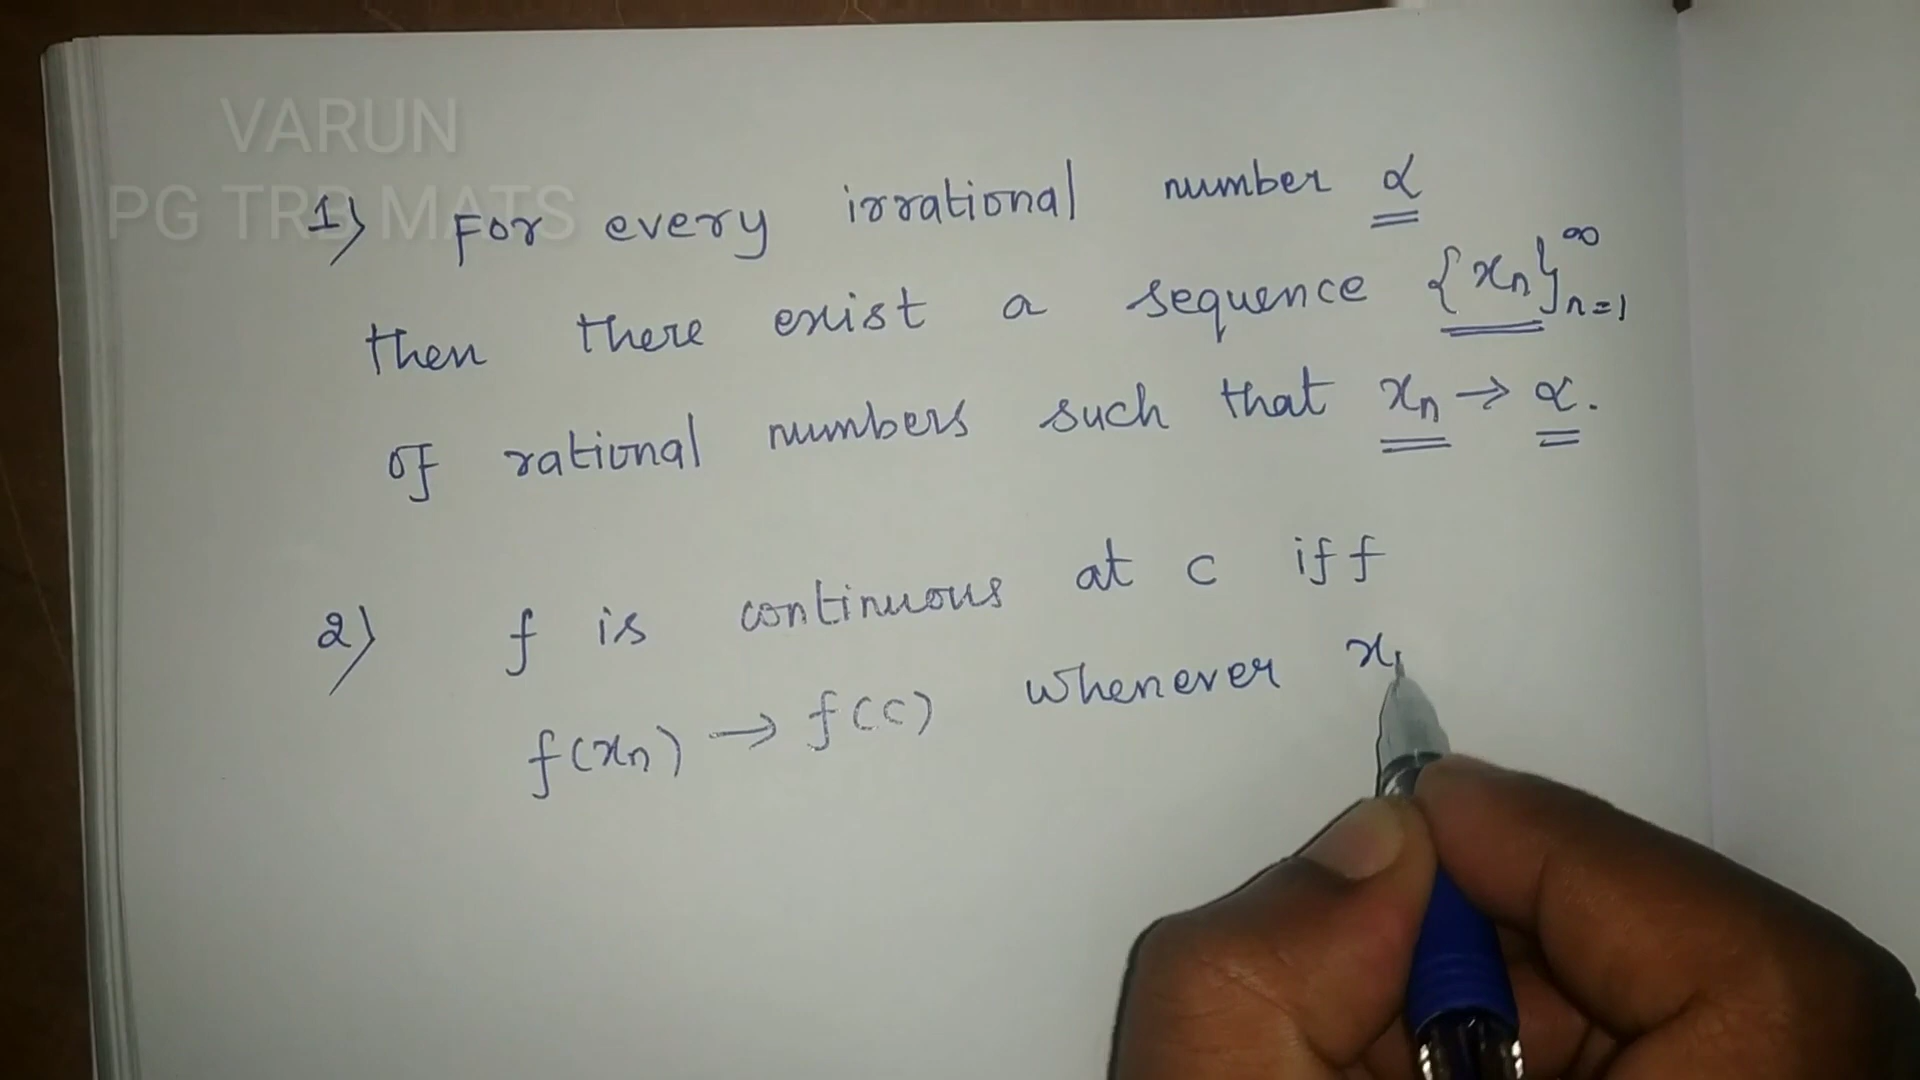 VARUN
PG TRB MATS
1) For every irrational number α
then there exist a sequence {xn}∞n=1
of rational numbers such that xn → α.
2) f is continuous at c iff
f(xn) → f(c) whenever x